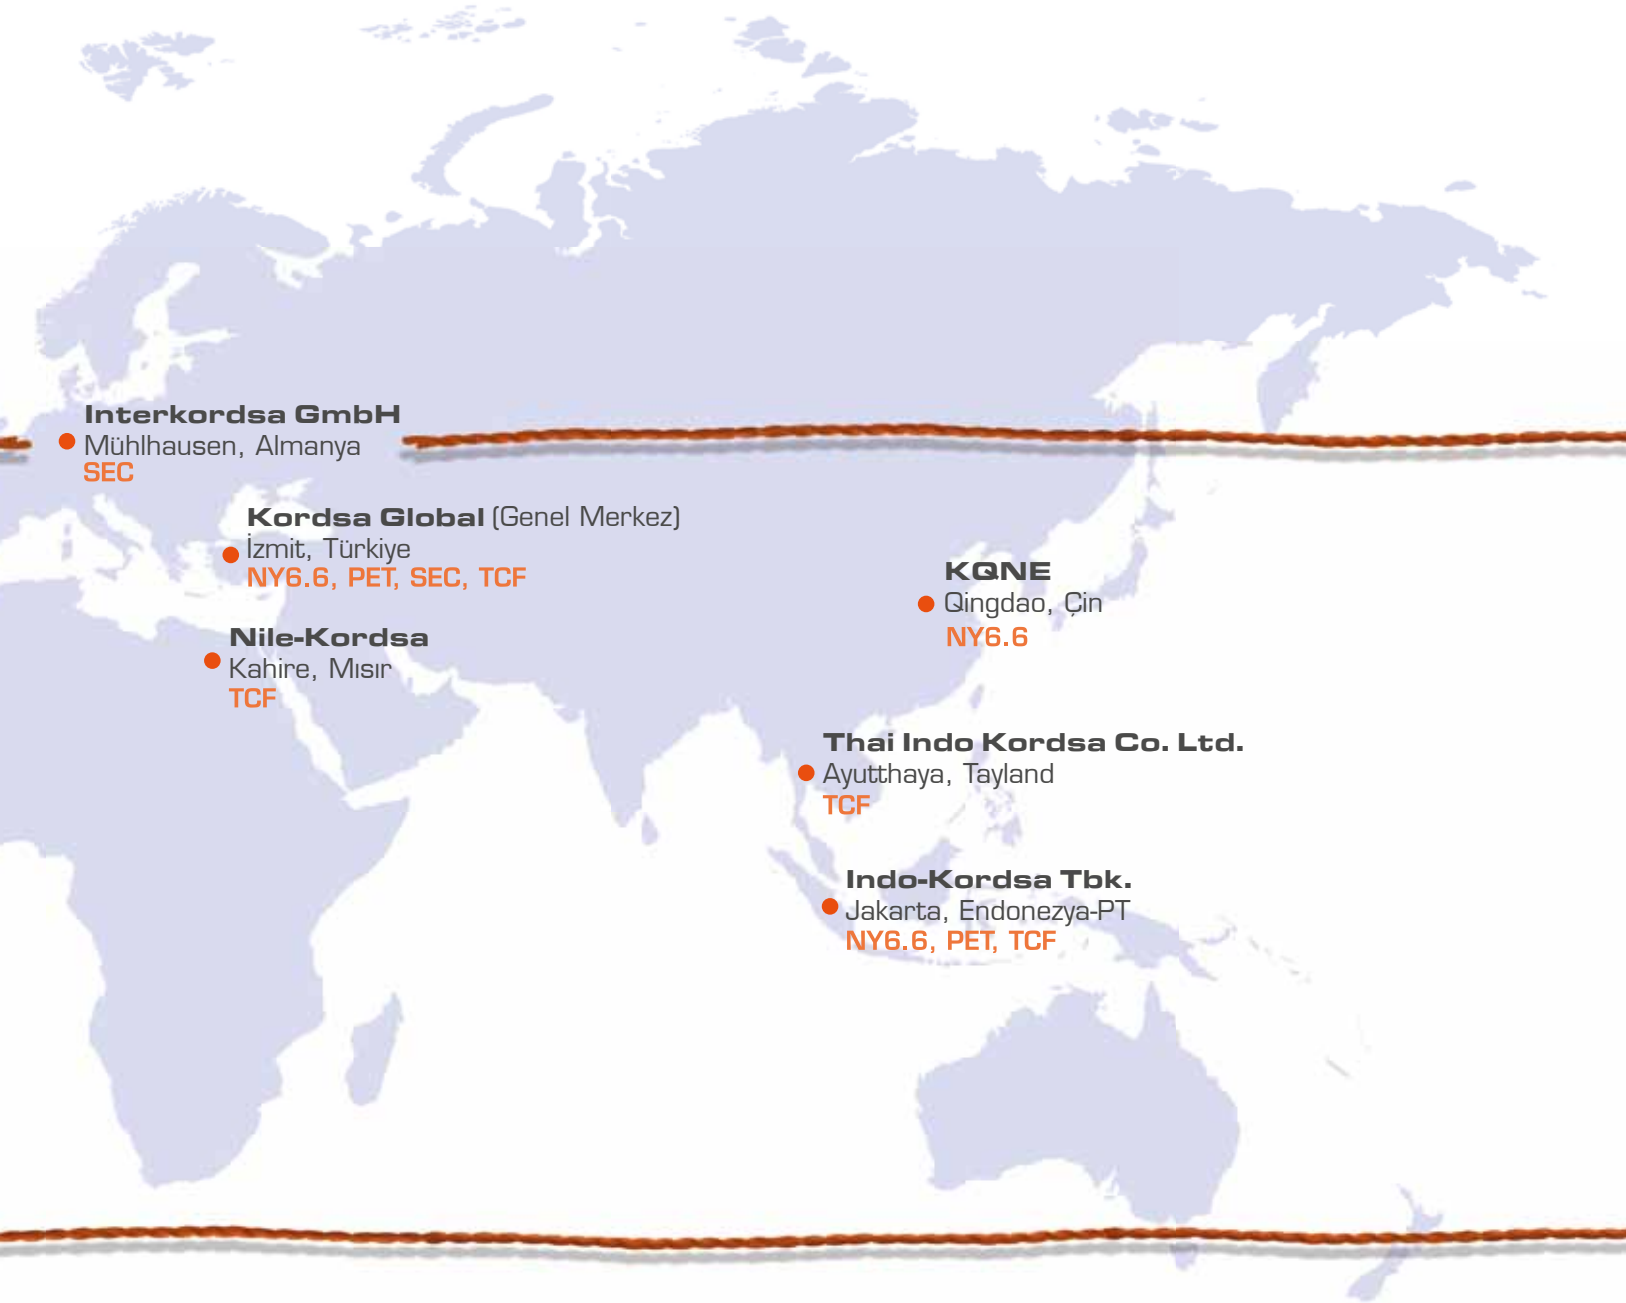 Interkordsa GmbH
Mühlhausen, Almanya
SEC
Kordsa Global (Genel Merkez)
İzmit, Türkiye
NY6.6, PET, SEC, TCF
Nile-Kordsa
Kahire, Mısır
TCF
KQNE
Qingdao, Çin
NY6.6
Thai Indo Kordsa Co. Ltd.
Ayutthaya, Tayland
TCF
Indo-Kordsa Tbk.
Jakarta, Endonezya-PT
NY6.6, PET, TCF